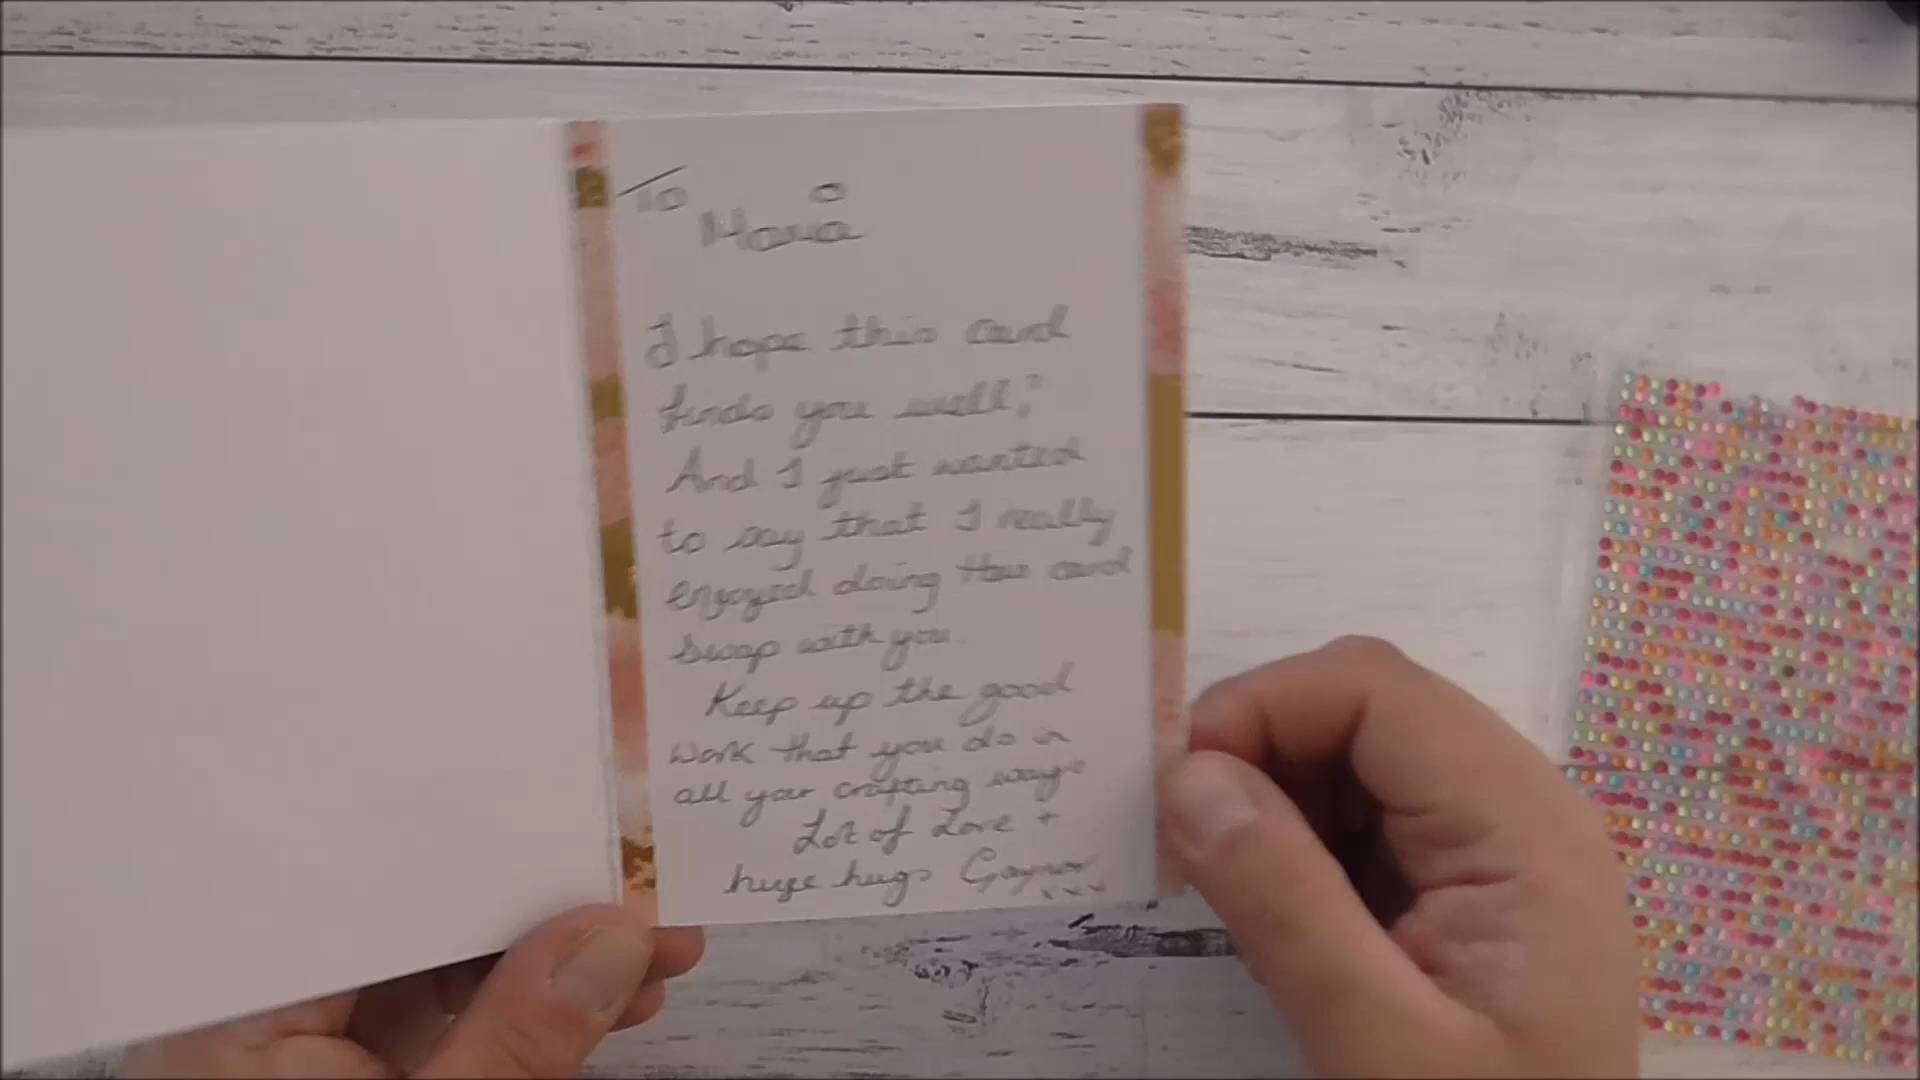 To
Maria
I hope this card
finds you well;
And I just wanted
to say that I really
enjoyed doing this card
swap with you.
Keep up the good
work that you do in
all your crafting ways
Lot of Love +
huge hugs Gaynor
xxx